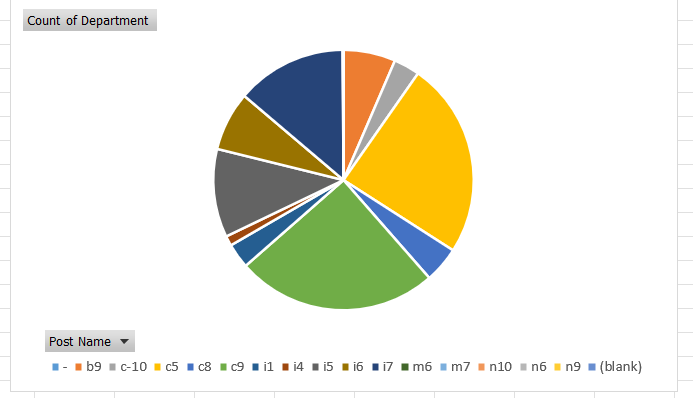 Count of Department
Post Name
- b9 c-10 c5 c8 c9 i1 i4 i5 i6 i7 m6 m7 n10 n6 n9 (blank)